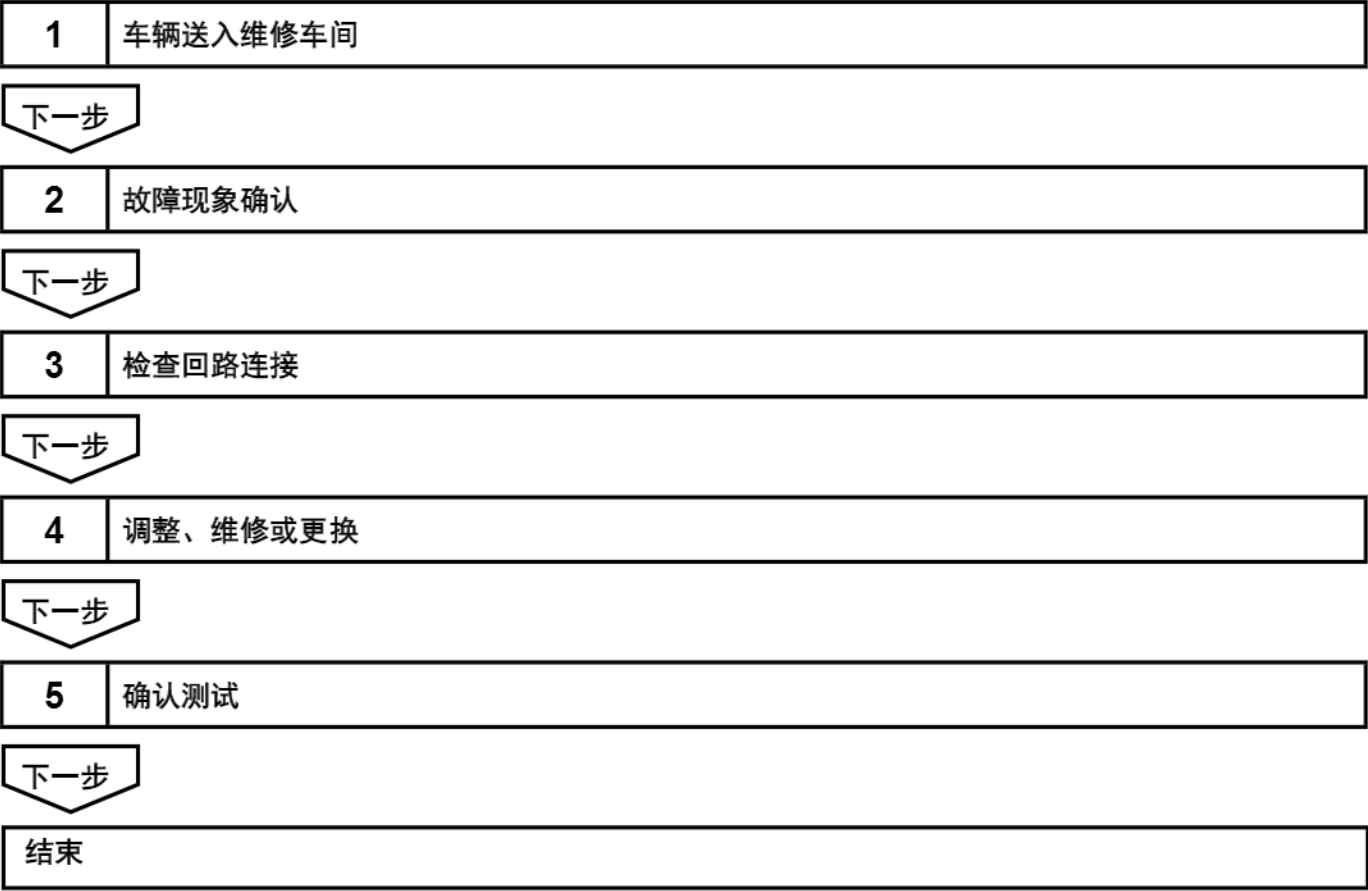 1 车辆送入维修车间
下一步
2 故障现象确认
下一步
3 检查回路连接
下一步
4 调整、维修或更换
下一步
5 确认测试
下一步
结束